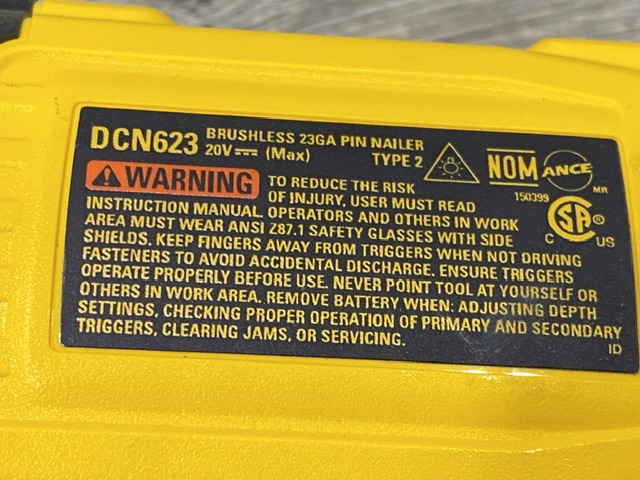 DCN623 BRUSHLESS 23GA PIN NAILER
20V⎓ (Max) TYPE 2
NOM ANCE
MR
150399
⚠WARNING TO REDUCE THE RISK
OF INJURY, USER MUST READ
SA ®
C US
INSTRUCTION MANUAL. OPERATORS AND OTHERS IN WORK
AREA MUST WEAR ANSI Z87.1 SAFETY GLASSES WITH SIDE
SHIELDS. KEEP FINGERS AWAY FROM TRIGGERS WHEN NOT DRIVING
FASTENERS TO AVOID ACCIDENTAL DISCHARGE. ENSURE TRIGGERS
OPERATE PROPERLY BEFORE USE. NEVER POINT TOOL AT YOURSELF OR
OTHERS IN WORK AREA. REMOVE BATTERY WHEN: ADJUSTING DEPTH
SETTINGS, CHECKING PROPER OPERATION OF PRIMARY AND SECONDARY
TRIGGERS, CLEARING JAMS, OR SERVICING.
ID